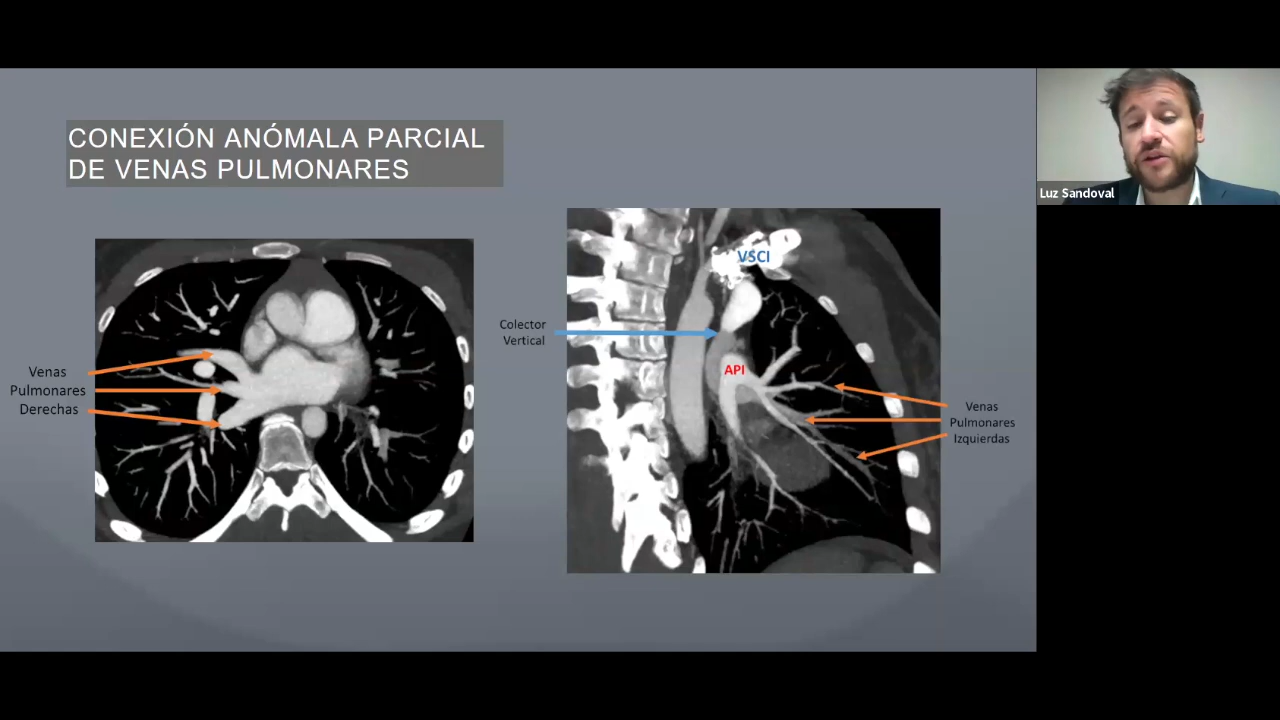 CONEXIÓN ANÓMALA PARCIAL
DE VENAS PULMONARES
Venas
Pulmonares
Derechas
Colector
Vertical
VSCI
API
Venas
Pulmonares
Izquierdas
Luz Sandoval